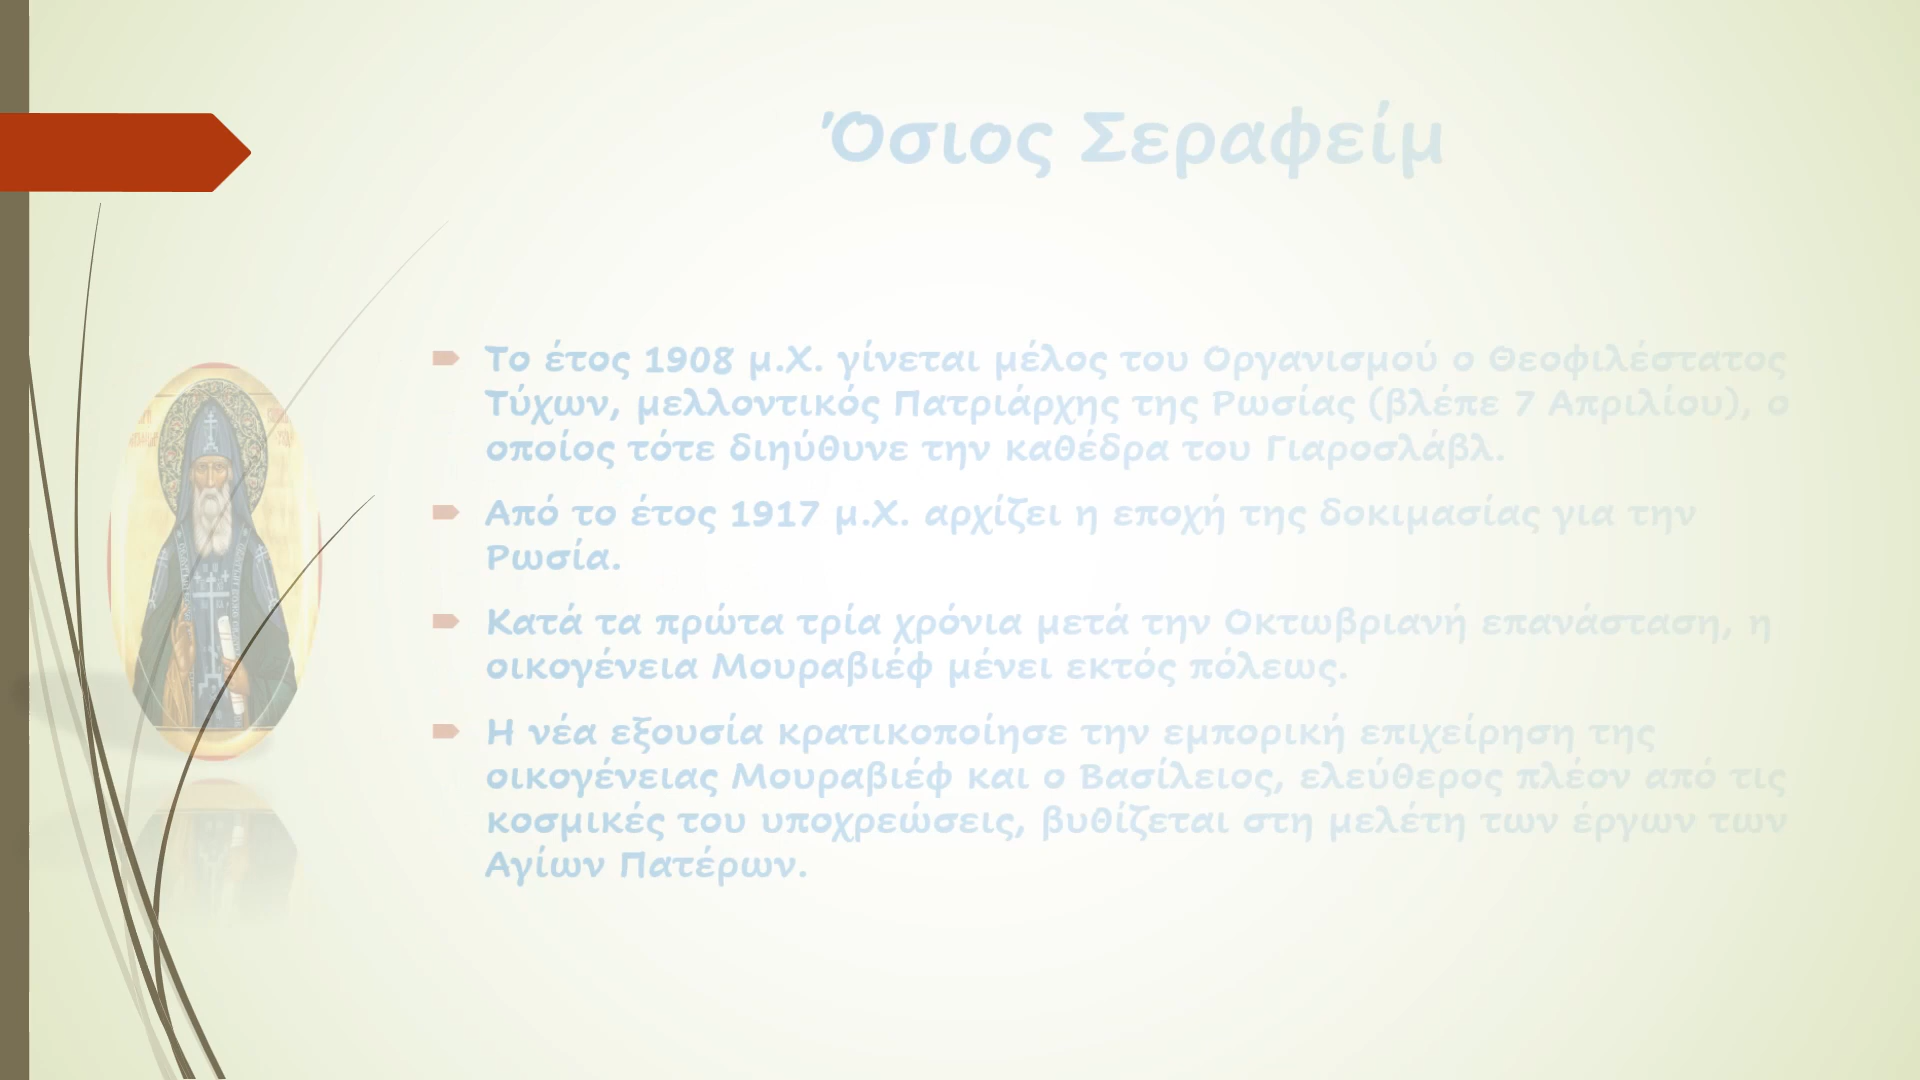 Όσιος Σεραφείμ
Το έτος 1908 μ.Χ. γίνεται μέλος του Οργανισμού ο Θεοφιλέστατος
Τύχων, μελλοντικός Πατριάρχης της Ρωσίας (βλέπε 7 Απριλίου), ο
οποίος τότε διηύθυνε την καθέδρα του Γιαροσλάβλ.
Από το έτος 1917 μ.Χ. αρχίζει η εποχή της δοκιμασίας για την
Ρωσία.
Κατά τα πρώτα τρία χρόνια μετά την Οκτωβριανή επανάσταση, η
οικογένεια Μουραβιέφ μένει εκτός πόλεως.
Η νέα εξουσία κρατικοποίησε την εμπορική επιχείρηση της
οικογένειας Μουραβιέφ και ο Βασίλειος, ελεύθερος πλέον από τις
κοσμικές του υποχρεώσεις, βυθίζεται στη μελέτη των έργων των
Αγίων Πατέρων.